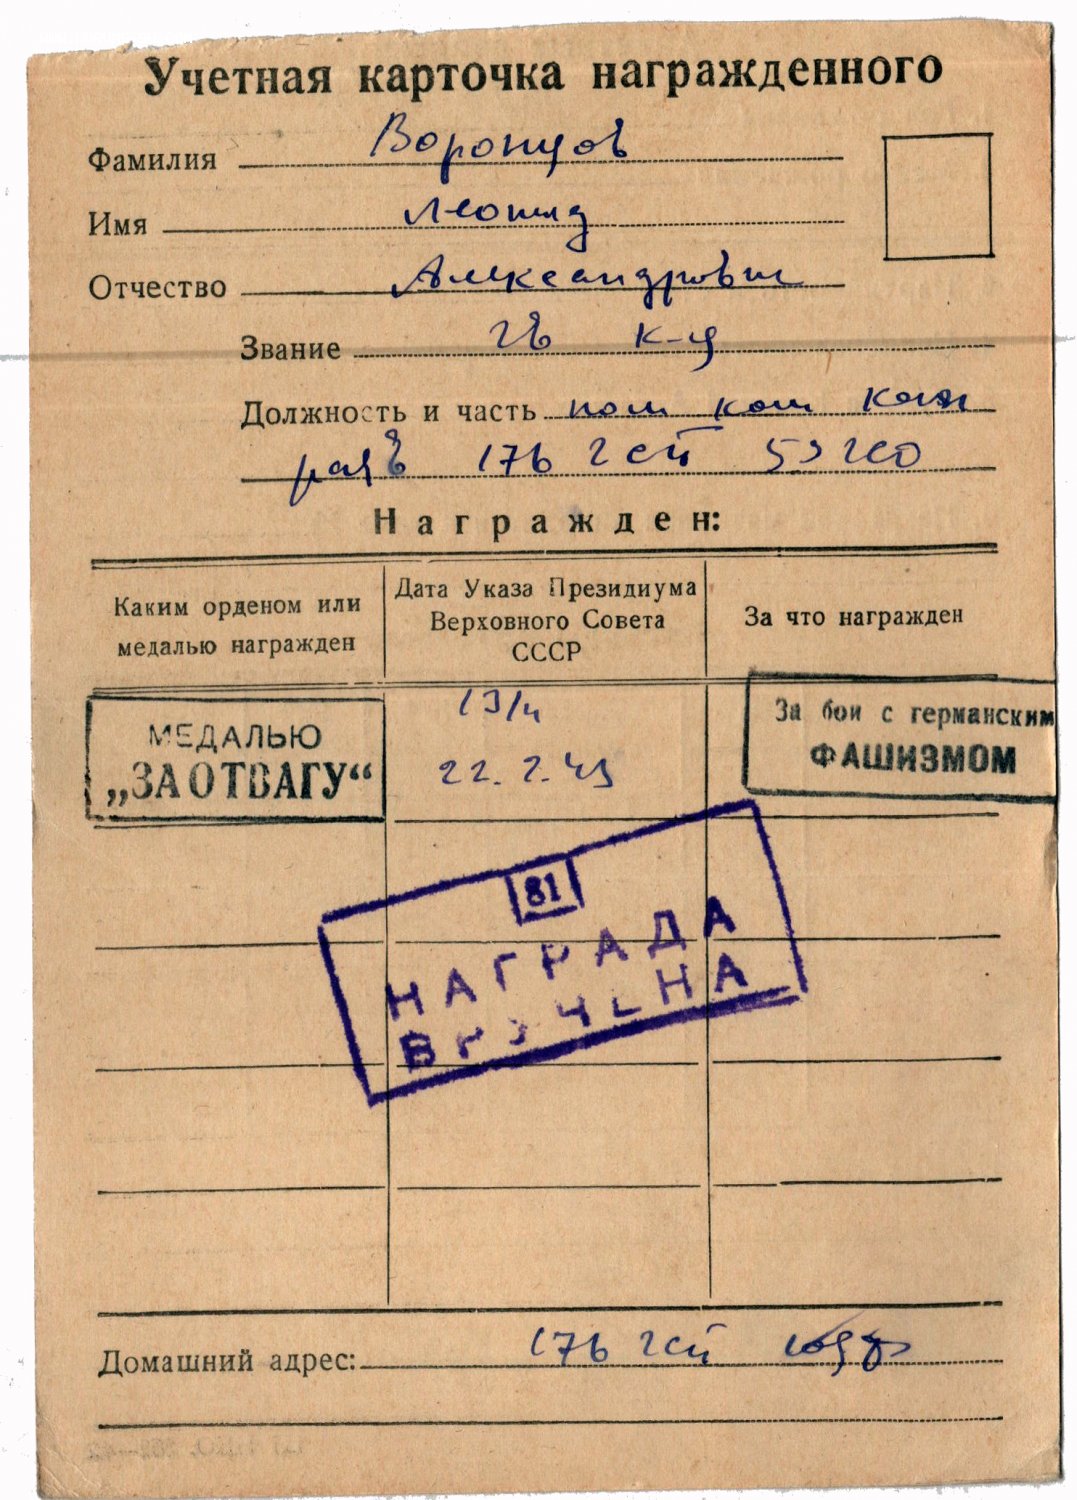 Учетная карточка награжденного
Фамилия Воронцов
Имя Леонид
Отчество Александрович
Звание гв к-ц
Должность и часть пом ком кон
разв 176 гсп 59 гсд
Награжден:
Каким орденом или медалью награжден
Дата Указа Президиума Верховного Совета СССР
За что награжден
МЕДАЛЬЮ
„ЗА ОТВАГУ“
13/н
22.2.43
За бои с германским
ФАШИЗМОМ
81
НАГРАДА
ВРУЧЕНА
Домашний адрес: 176 гсп